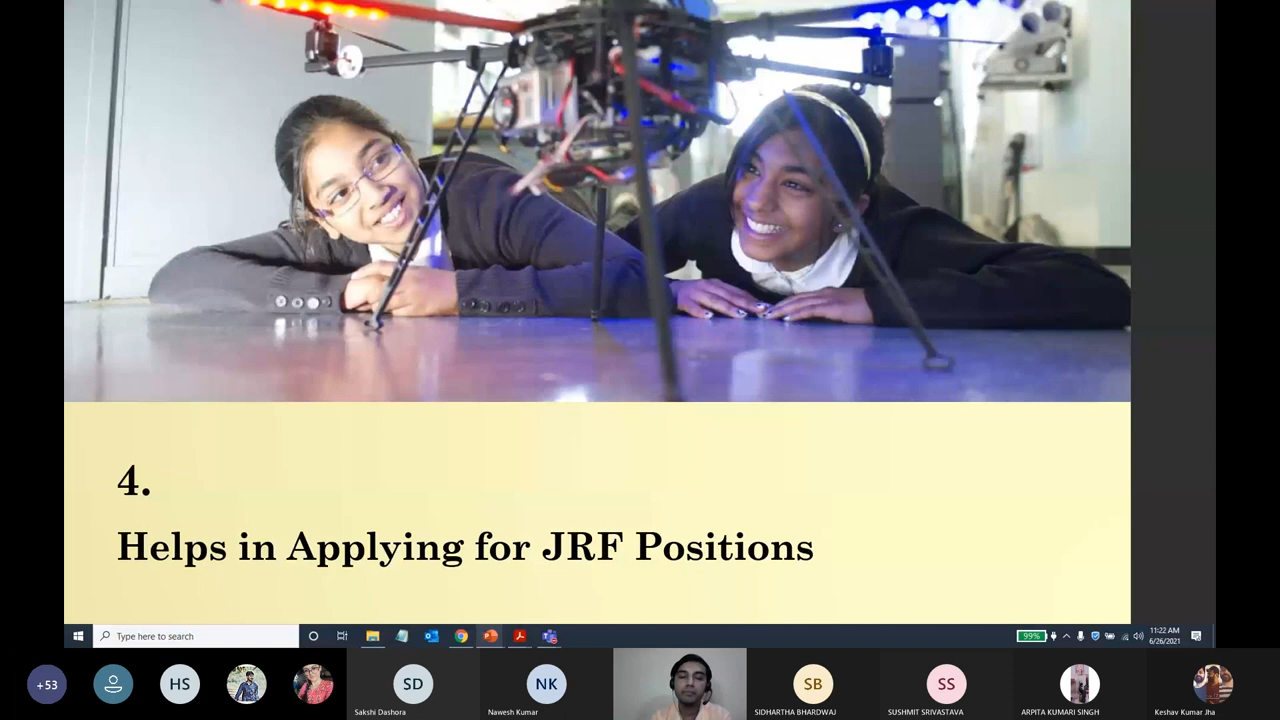 4.
Helps in Applying for JRF Positions
Type here to search
99%
11:22 AM
6/26/2021
+53
HS
SD
NK
SB
SS
Sakshi Dashora
Nawesh Kumar
SIDHARTHA BHARDWAJ
SUSHMIT SRIVASTAVA
ARPITA KUMARI SINGH
Keshav Kumar Jha